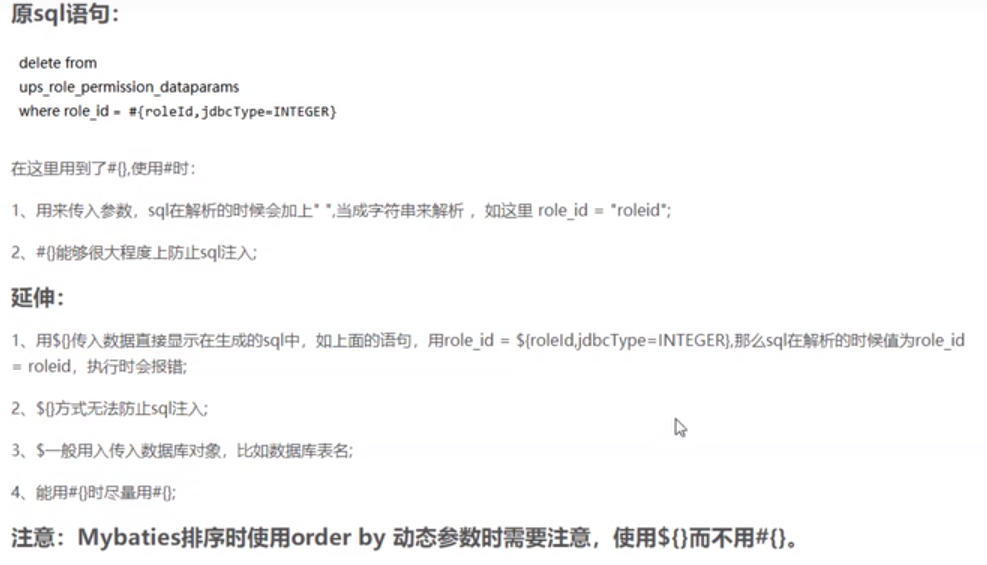 原sql语句：
delete from
ups_role_permission_dataparams
where role_id = #{roleId,jdbcType=INTEGER}
在这里用到了#{},使用#时：
1、用来传入参数，sql在解析的时候会加上" ",当成字符串来解析 ，如这里 role_id = "roleid";
2、#{}能够很大程度上防止sql注入;
延伸：
1、用${}传入数据直接显示在生成的sql中，如上面的语句，用role_id = ${roleId,jdbcType=INTEGER},那么sql在解析的时候值为role_id
= roleid，执行时会报错;
2、${}方式无法防止sql注入;
3、$一般用入传入数据库对象，比如数据库表名;
4、能用#{}时尽量用#{};
注意：Mybaties排序时使用order by 动态参数时需要注意，使用${}而不用#{}。